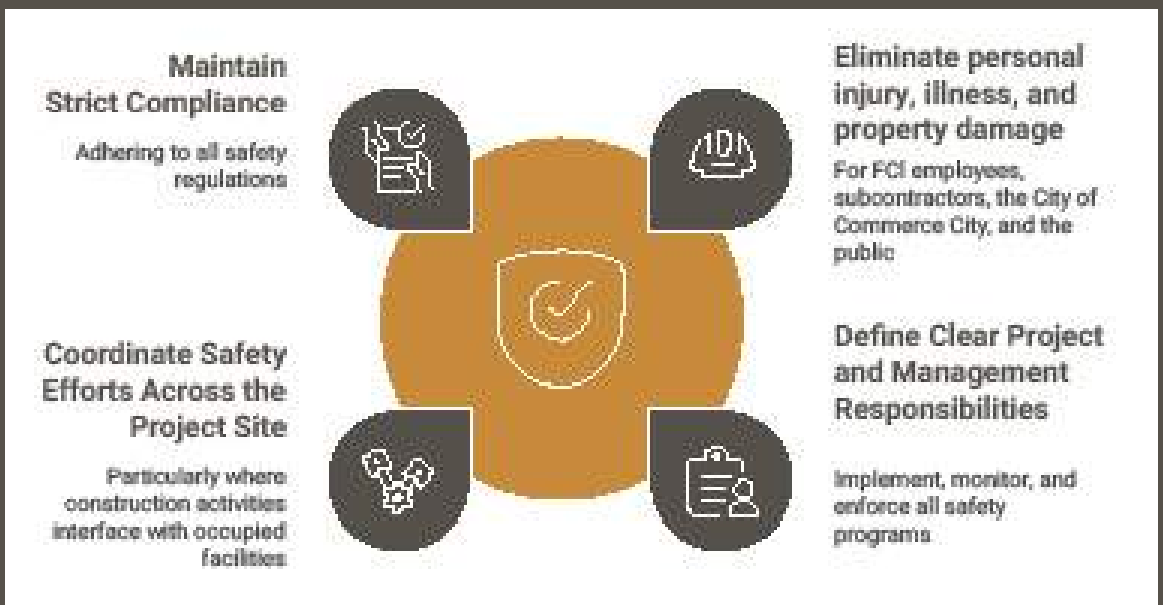 Maintain
Strict Compliance
Adhering to all safety
regulations
Eliminate personal
injury, illness, and
property damage
For FCI employees,
subcontractors, the City of
Commerce City, and the
public
Coordinate Safety
Efforts Across the
Project Site
Particularly where
construction activities
interface with occupied
facilities
Define Clear Project
and Management
Responsibilities
Implement, monitor, and
enforce all safety
programs